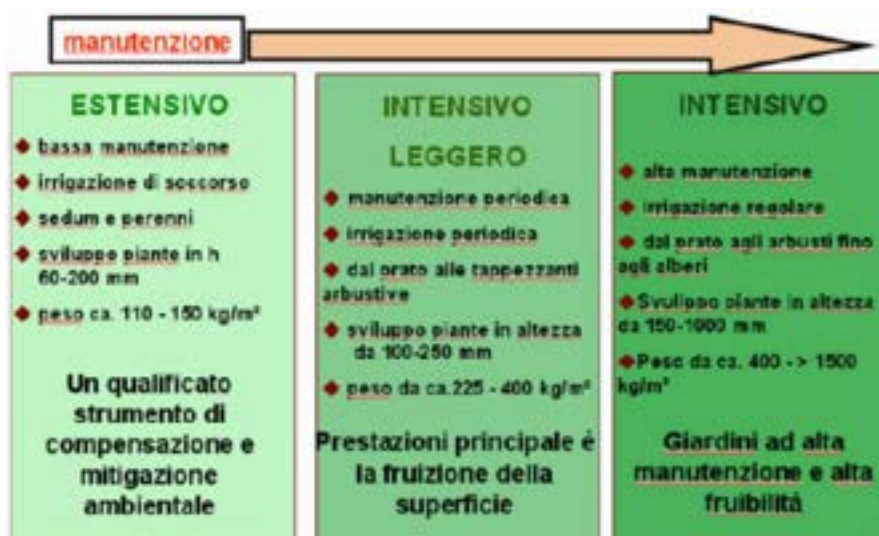 manutenzione
ESTENSIVO
bassa manutenzione
irrigazione di soccorso
sedum e perenni
sviluppo piante in h
60-200 mm
peso ca. 110 - 150 kg/m²
Un qualificato
strumento di
compensazione e
mitigazione
ambientale
INTENSIVO
LEGGERO
manutenzione periodica
irrigazione periodica
dal prato alle tappezzanti
arbustive
sviluppo piante in altezza
da 100-250 mm
peso da ca.225 - 400 kg/m²
Prestazioni principale é
la fruizione della
superficie
INTENSIVO
alta manutenzione
irrigazione regolare
dal prato agli arbusti fino
agli alberi
Sviluppo piante in altezza
da 150-1000 mm
Peso da ca. 400 - > 1500
kg/m²
Giardini ad alta
manutenzione e alta
fruibilitá